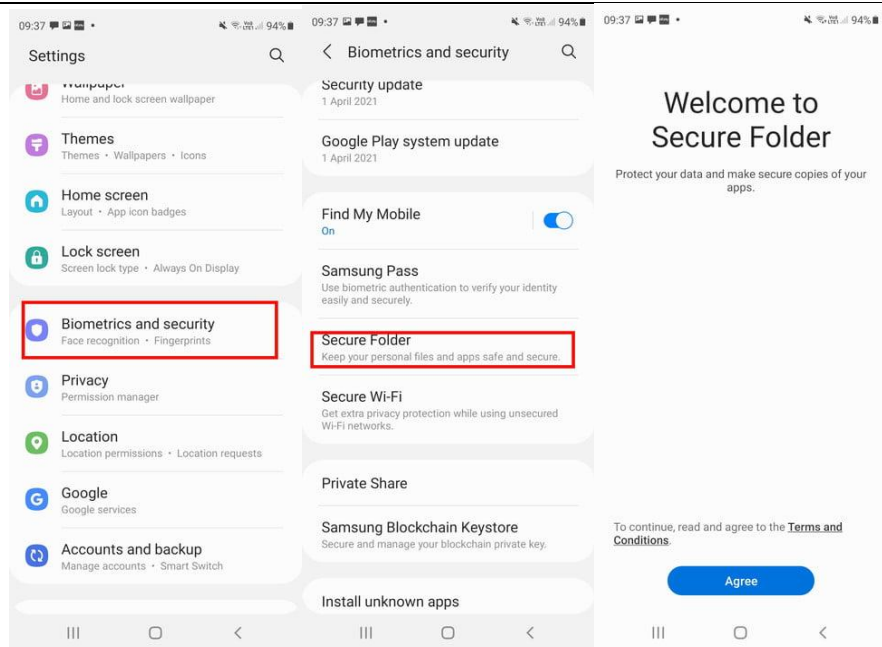 09:37 94%
Settings
Wallpaper
Home and lock screen wallpaper
Themes
Themes • Wallpapers • Icons
Home screen
Layout • App icon badges
Lock screen
Screen lock type • Always On Display
Biometrics and security
Face recognition • Fingerprints
Privacy
Permission manager
Location
Location permissions • Location requests
Google
Google services
Accounts and backup
Manage accounts • Smart Switch
09:37 94%
Biometrics and security
Security update
1 April 2021
Google Play system update
1 April 2021
Find My Mobile
On
Samsung Pass
Use biometric authentication to verify your identity
easily and securely.
Secure Folder
Keep your personal files and apps safe and secure.
Secure Wi-Fi
Get extra privacy protection while using unsecured
Wi-Fi networks.
Private Share
Samsung Blockchain Keystore
Secure and manage your blockchain private key.
Install unknown apps
09:37 94%
Welcome to
Secure Folder
Protect your data and make secure copies of your
apps.
To continue, read and agree to the Terms and
Conditions.
Agree